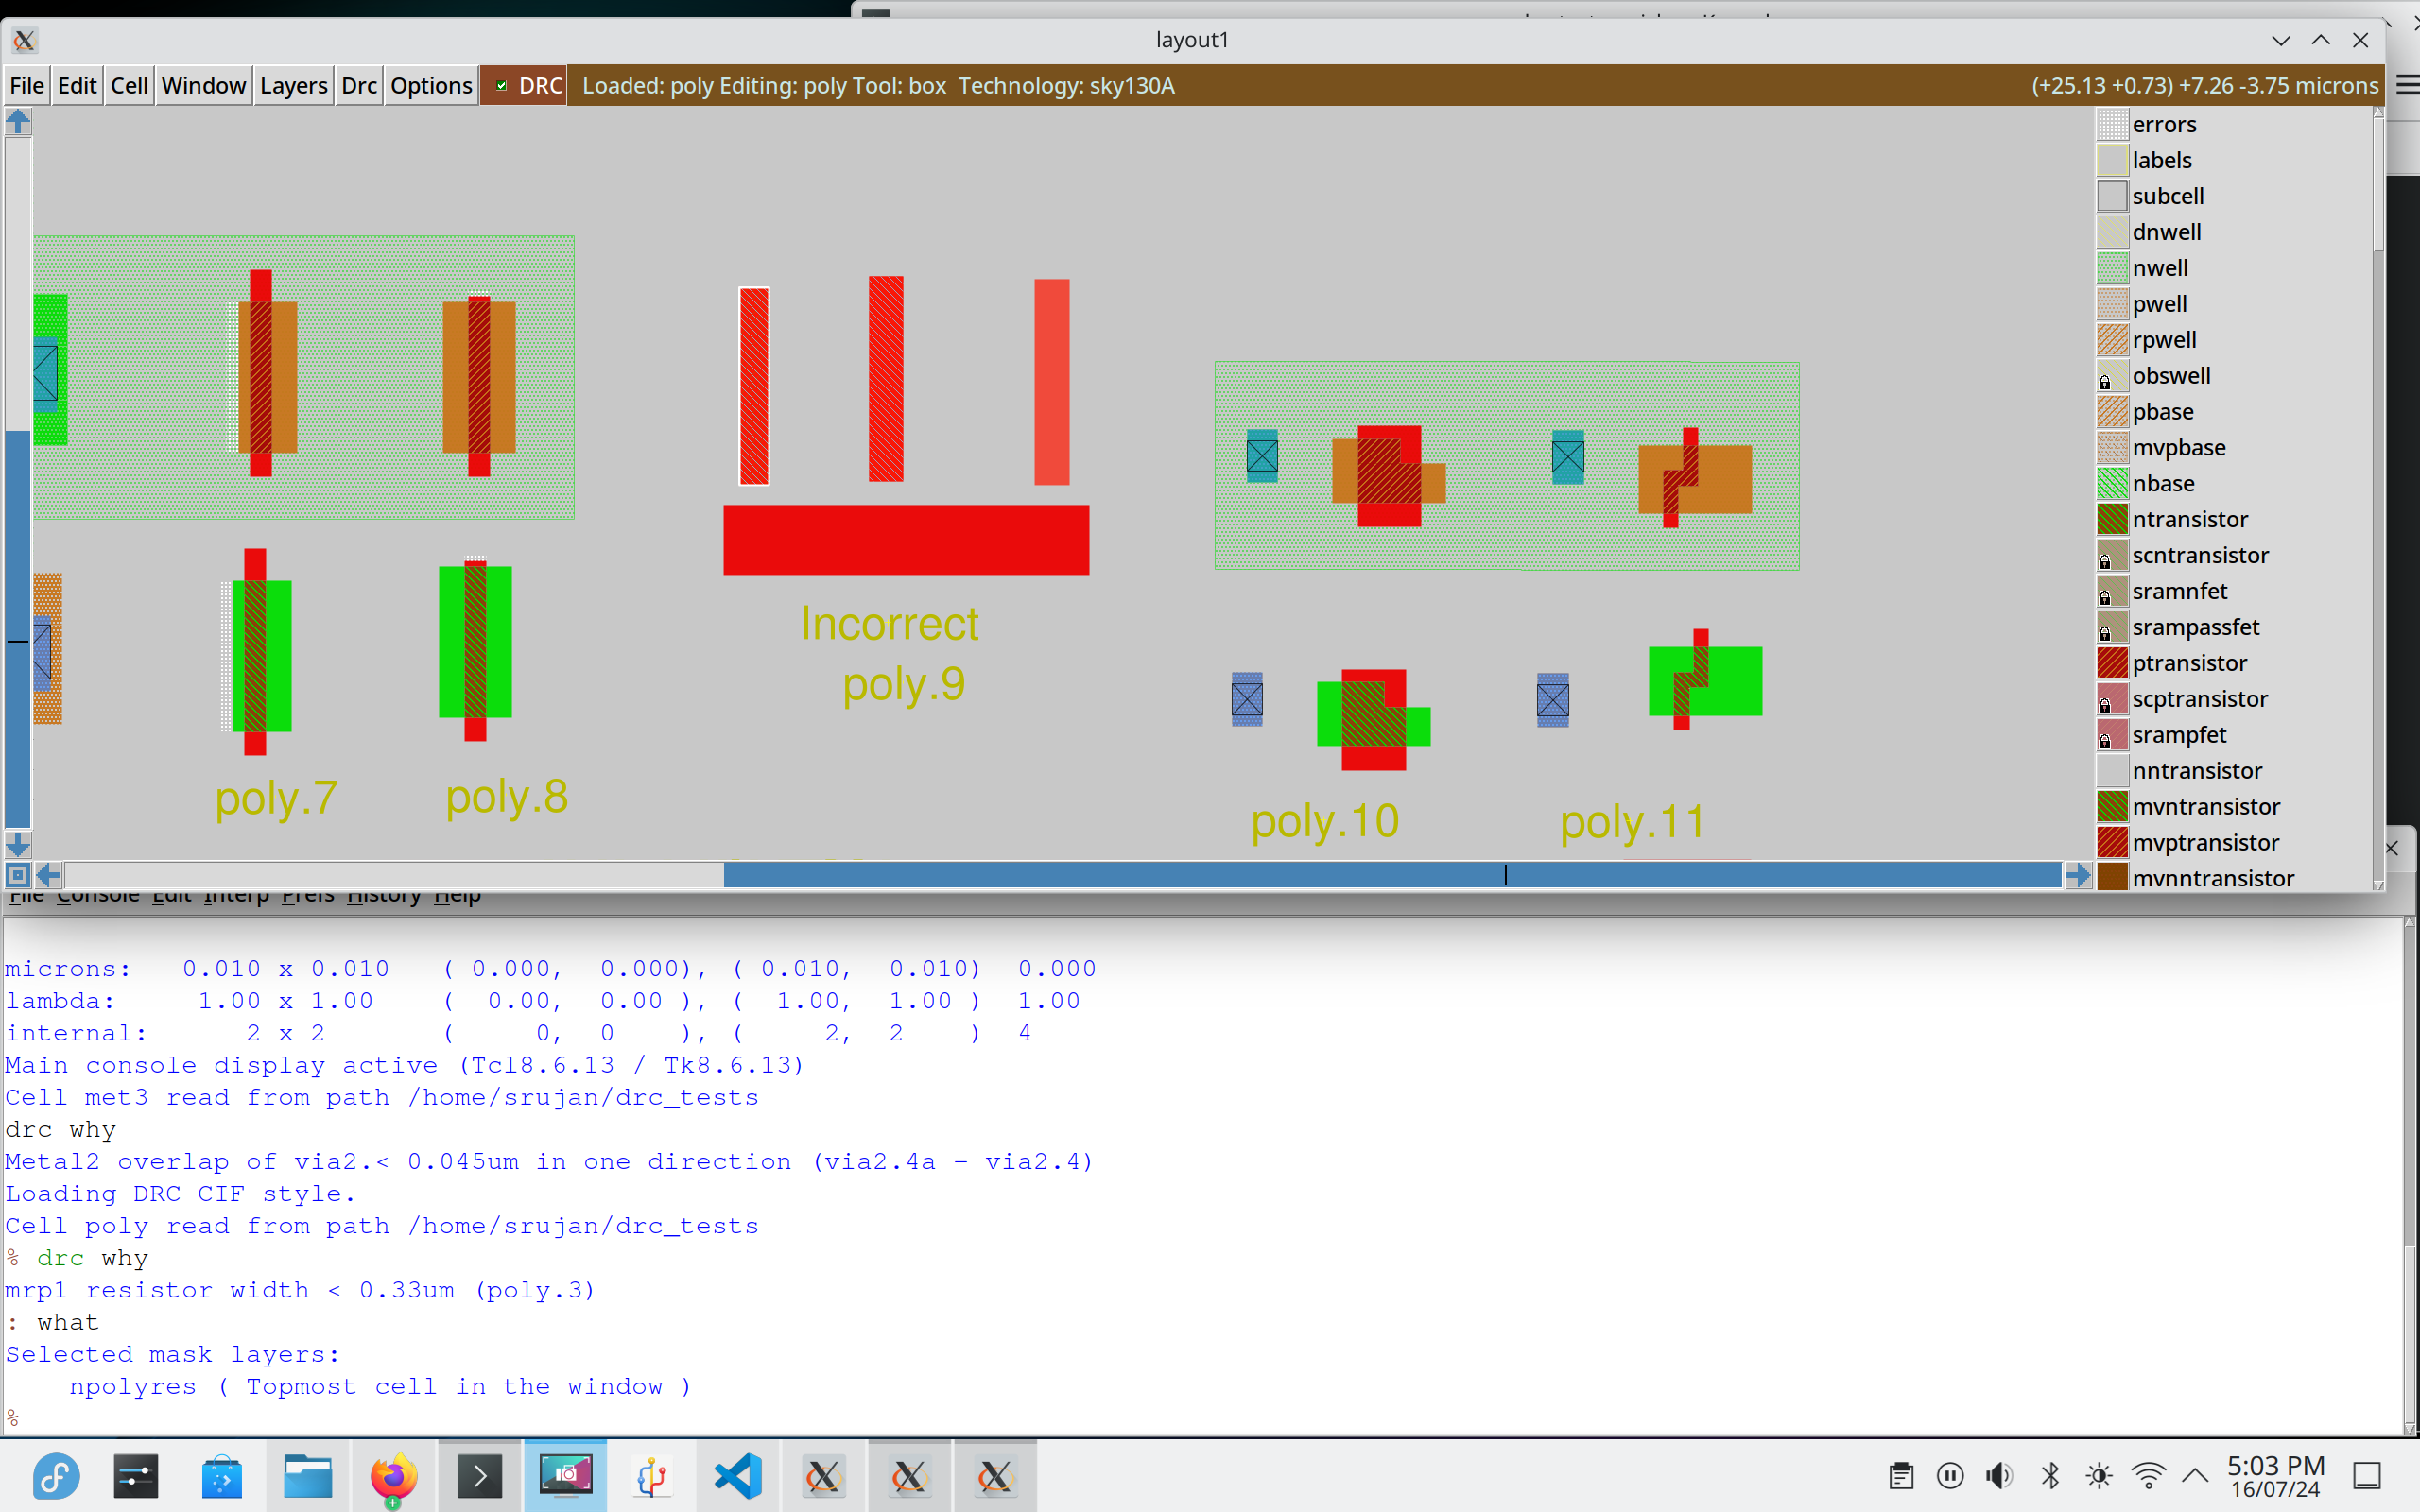 layout1
File Edit Cell Window Layers Drc Options DRC Loaded: poly Editing: poly Tool: box Technology: sky130A (+25.13 +0.73) +7.26 -3.75 microns
errors
labels
subcell
dnwell
nwell
pwell
rpwell
obswell
pbase
mvpbase
nbase
ntransistor
scntransistor
sramnfet
srampassfet
ptransistor
scptransistor
srampfet
nntransistor
mvntransistor
mvptransistor
mvnntransistor
Incorrect
poly.9
poly.7
poly.8
poly.10
poly.11
File Console Edit Interp Prefs History Help
microns: 0.010 x 0.010 ( 0.000, 0.000), ( 0.010, 0.010) 0.000
lambda: 1.00 x 1.00 ( 0.00, 0.00 ), ( 1.00, 1.00 ) 1.00
internal: 2 x 2 ( 0, 0 ), ( 2, 2 ) 4
Main console display active (Tcl8.6.13 / Tk8.6.13)
Cell met3 read from path /home/srujan/drc_tests
drc why
Metal2 overlap of via2.< 0.045um in one direction (via2.4a - via2.4)
Loading DRC CIF style.
Cell poly read from path /home/srujan/drc_tests
% drc why
mrp1 resistor width < 0.33um (poly.3)
: what
Selected mask layers:
npolyres ( Topmost cell in the window )
%
5:03 PM
16/07/24